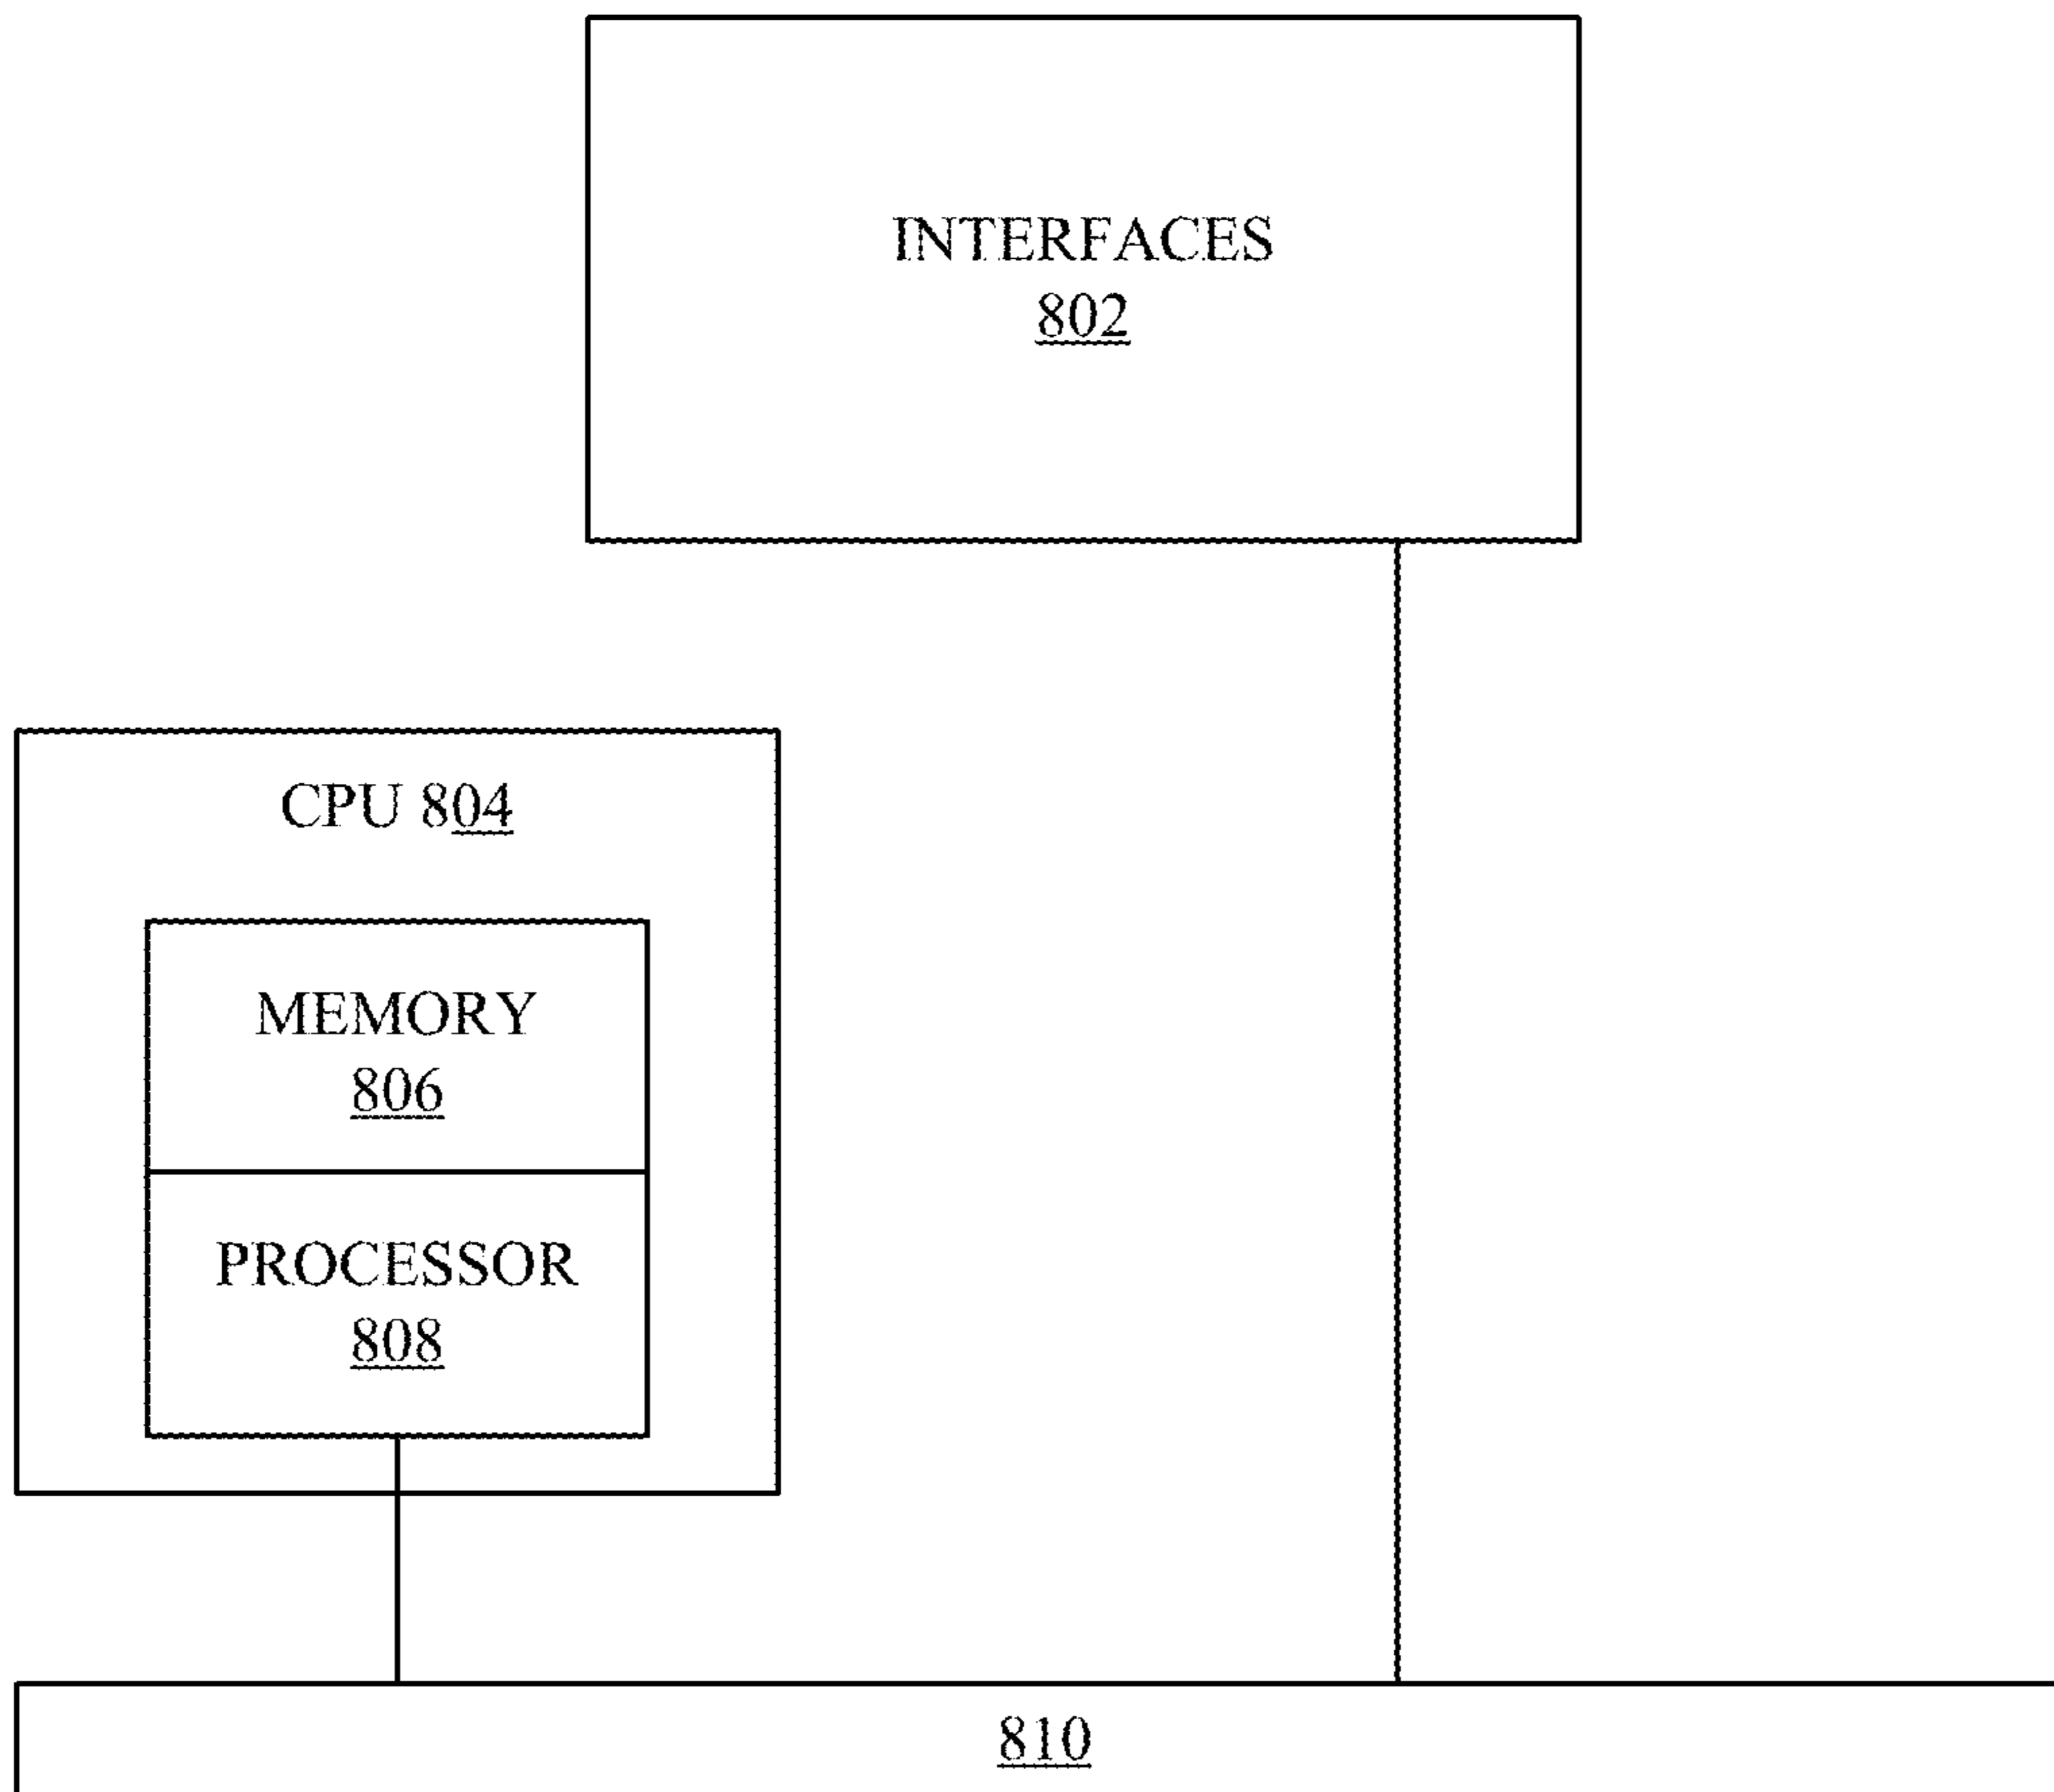 INTERFACES
802
CPU 804
MEMORY
806
PROCESSOR
808
810